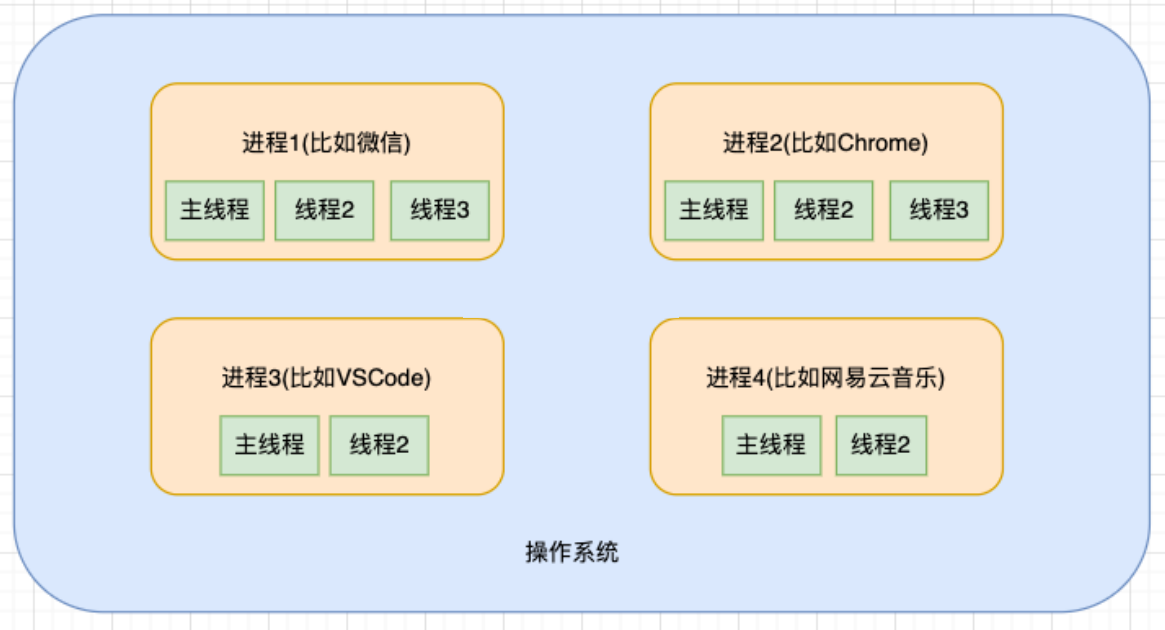 进程1(比如微信)
主线程
线程2
线程3
进程2(比如Chrome)
主线程
线程2
线程3
进程3(比如VSCode)
主线程
线程2
进程4(比如网易云音乐)
主线程
线程2
操作系统